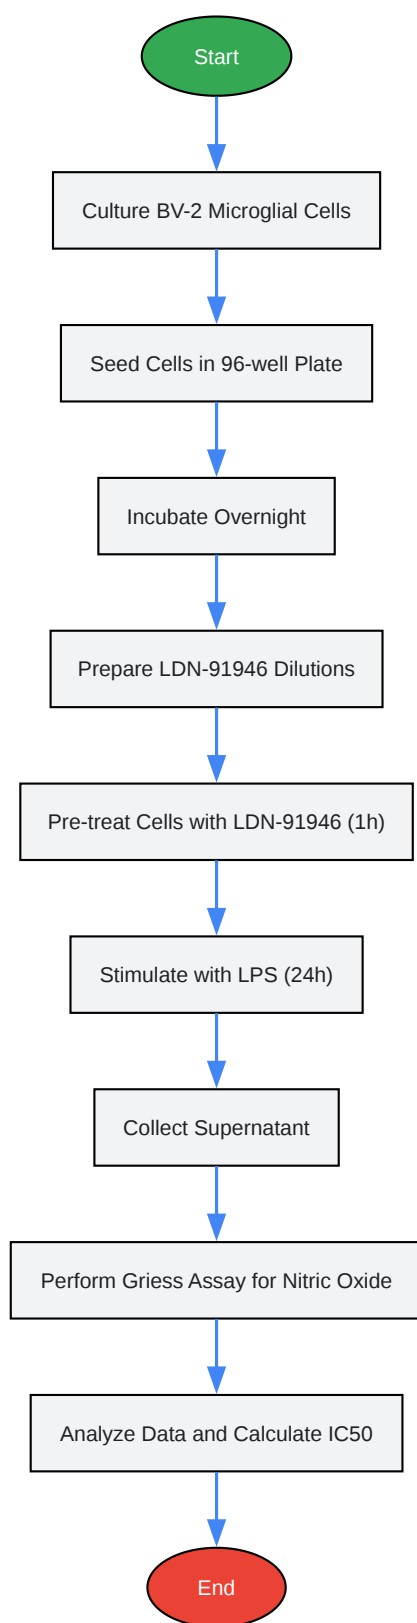 Start
Culture BV-2 Microglial Cells
Seed Cells in 96-well Plate
Incubate Overnight
Prepare LDN-91946 Dilutions
Pre-treat Cells with LDN-91946 (1h)
Stimulate with LPS (24h)
Collect Supernatant
Perform Griess Assay for Nitric Oxide
Analyze Data and Calculate IC50
End